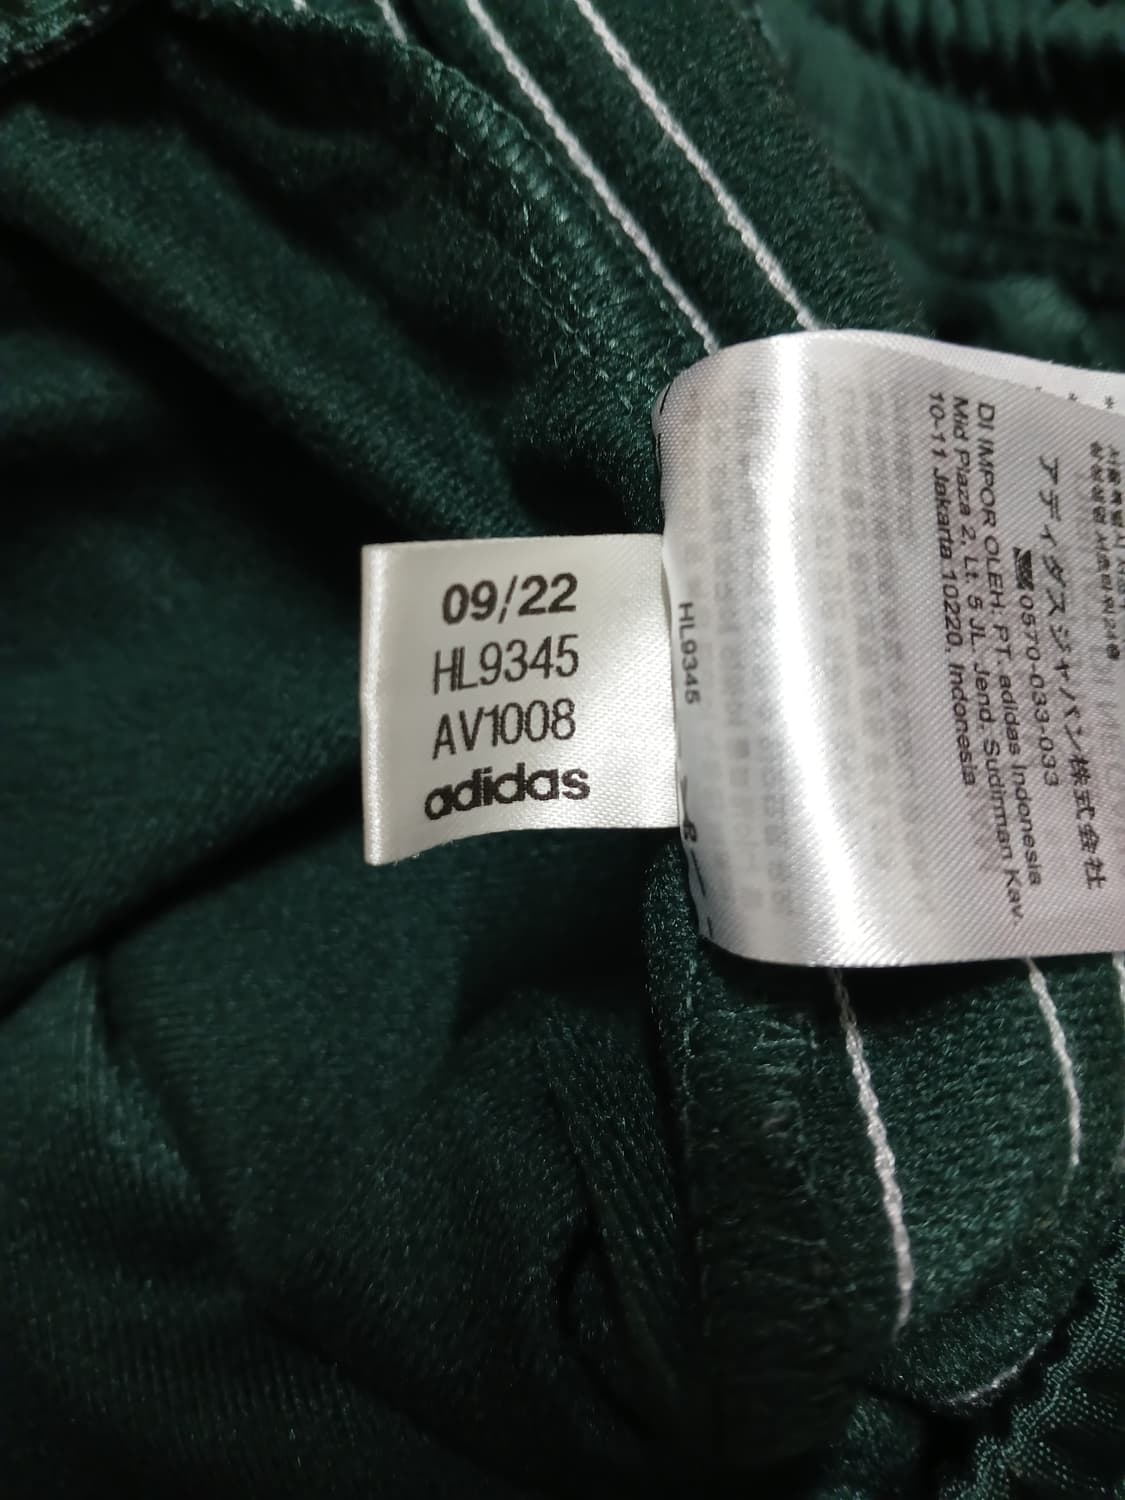 09/22
HL9345
AV1008
adidas
HL9345
アディダスジャパン株式会社
0570-033-033
DI IMPOR OLEH. PT. adidas Indonesia
Mid Plaza 2, Lt. 5 JL. Jend. Sudirman Kav.
10-11 Jakarta 10220. Indonesia